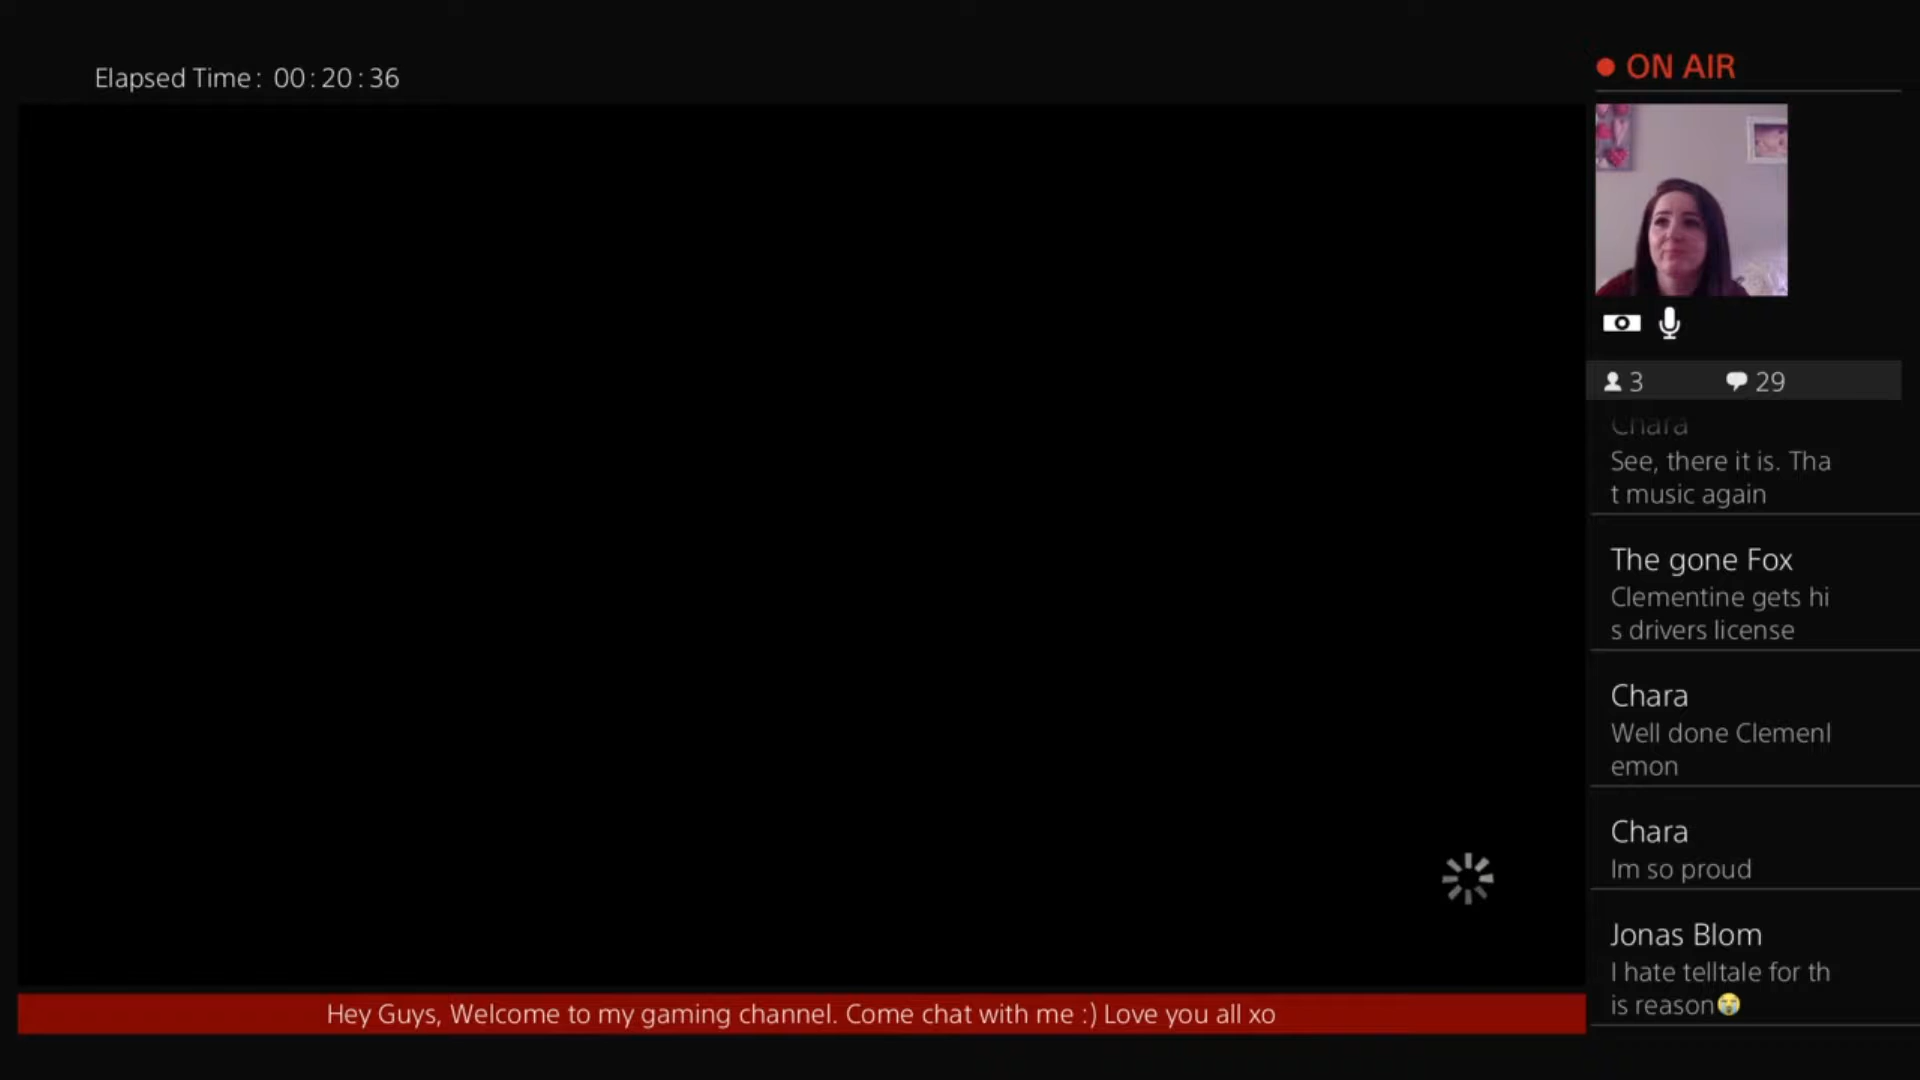 Elapsed Time: 00:20:36
ON AIR
3
29
Chara
See, there it is. Tha
t music again
The gone Fox
Clementine gets hi
s drivers license
Chara
Well done Clemenl
emon
Chara
Im so proud
Jonas Blom
I hate telltale for th
is reason😭
Hey Guys, Welcome to my gaming channel. Come chat with me :) Love you all xo